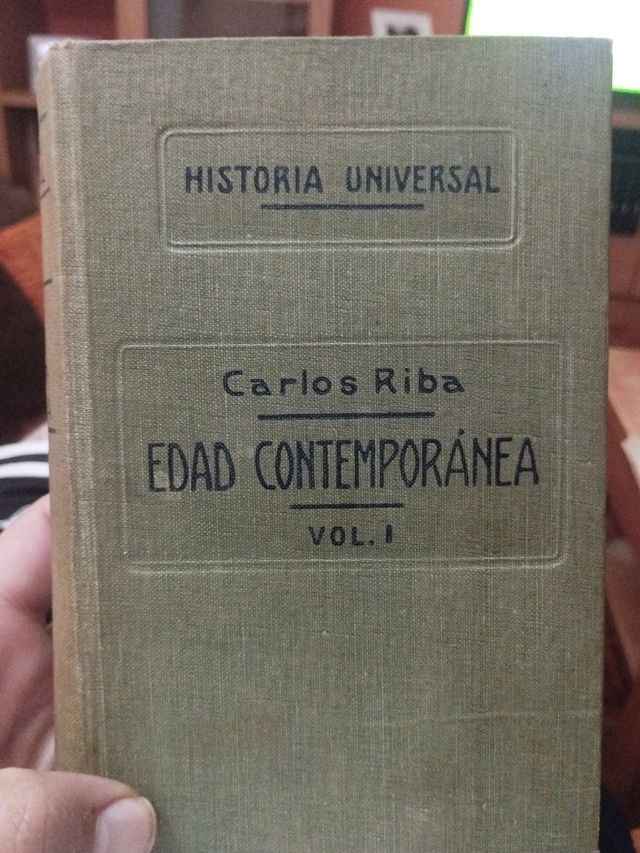 HISTORIA UNIVERSAL
Carlos Riba
EDAD CONTEMPORÁNEA
VOL. I